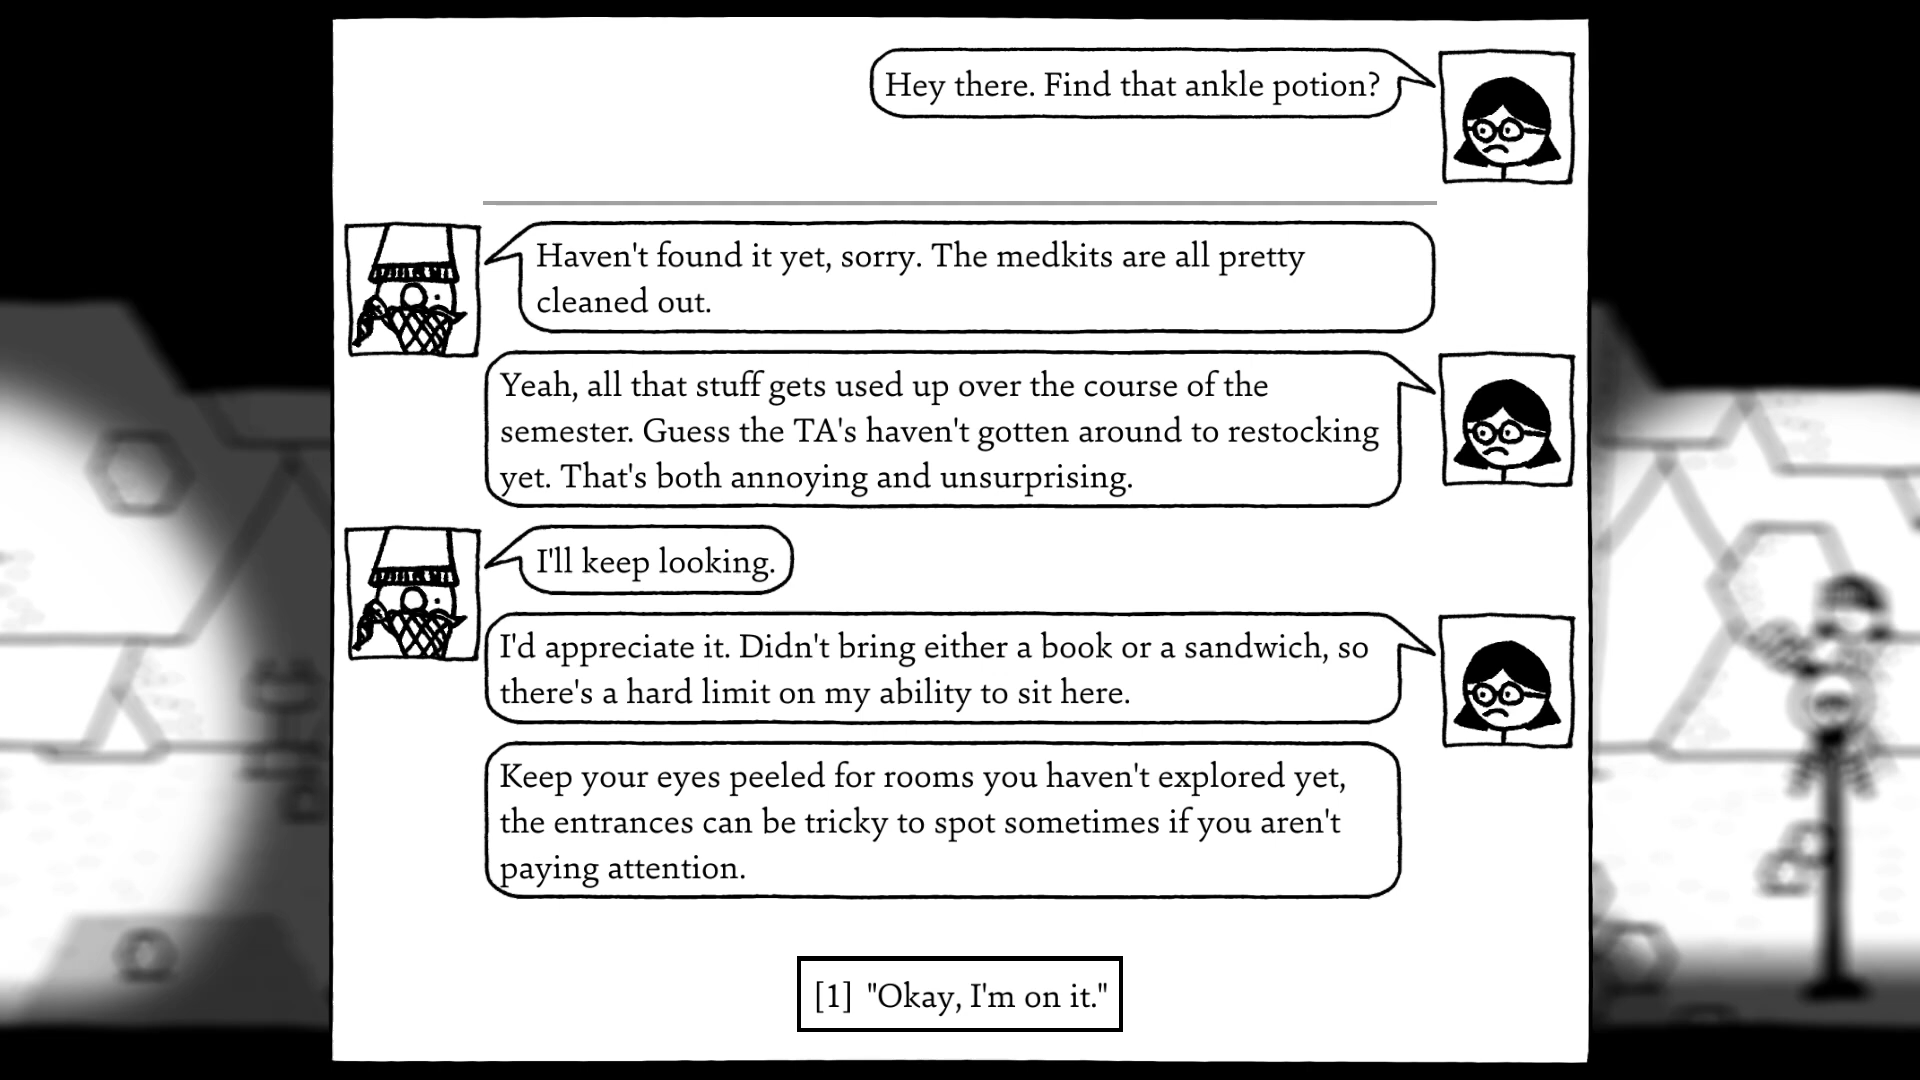 Hey there. Find that ankle potion?
Haven't found it yet, sorry. The medkits are all pretty
cleaned out.
Yeah, all that stuff gets used up over the course of the
semester. Guess the TA's haven't gotten around to restocking
yet. That's both annoying and unsurprising.
I'll keep looking.
I'd appreciate it. Didn't bring either a book or a sandwich, so
there's a hard limit on my ability to sit here.
Keep your eyes peeled for rooms you haven't explored yet,
the entrances can be tricky to spot sometimes if you aren't
paying attention.
[1] "Okay, I'm on it."